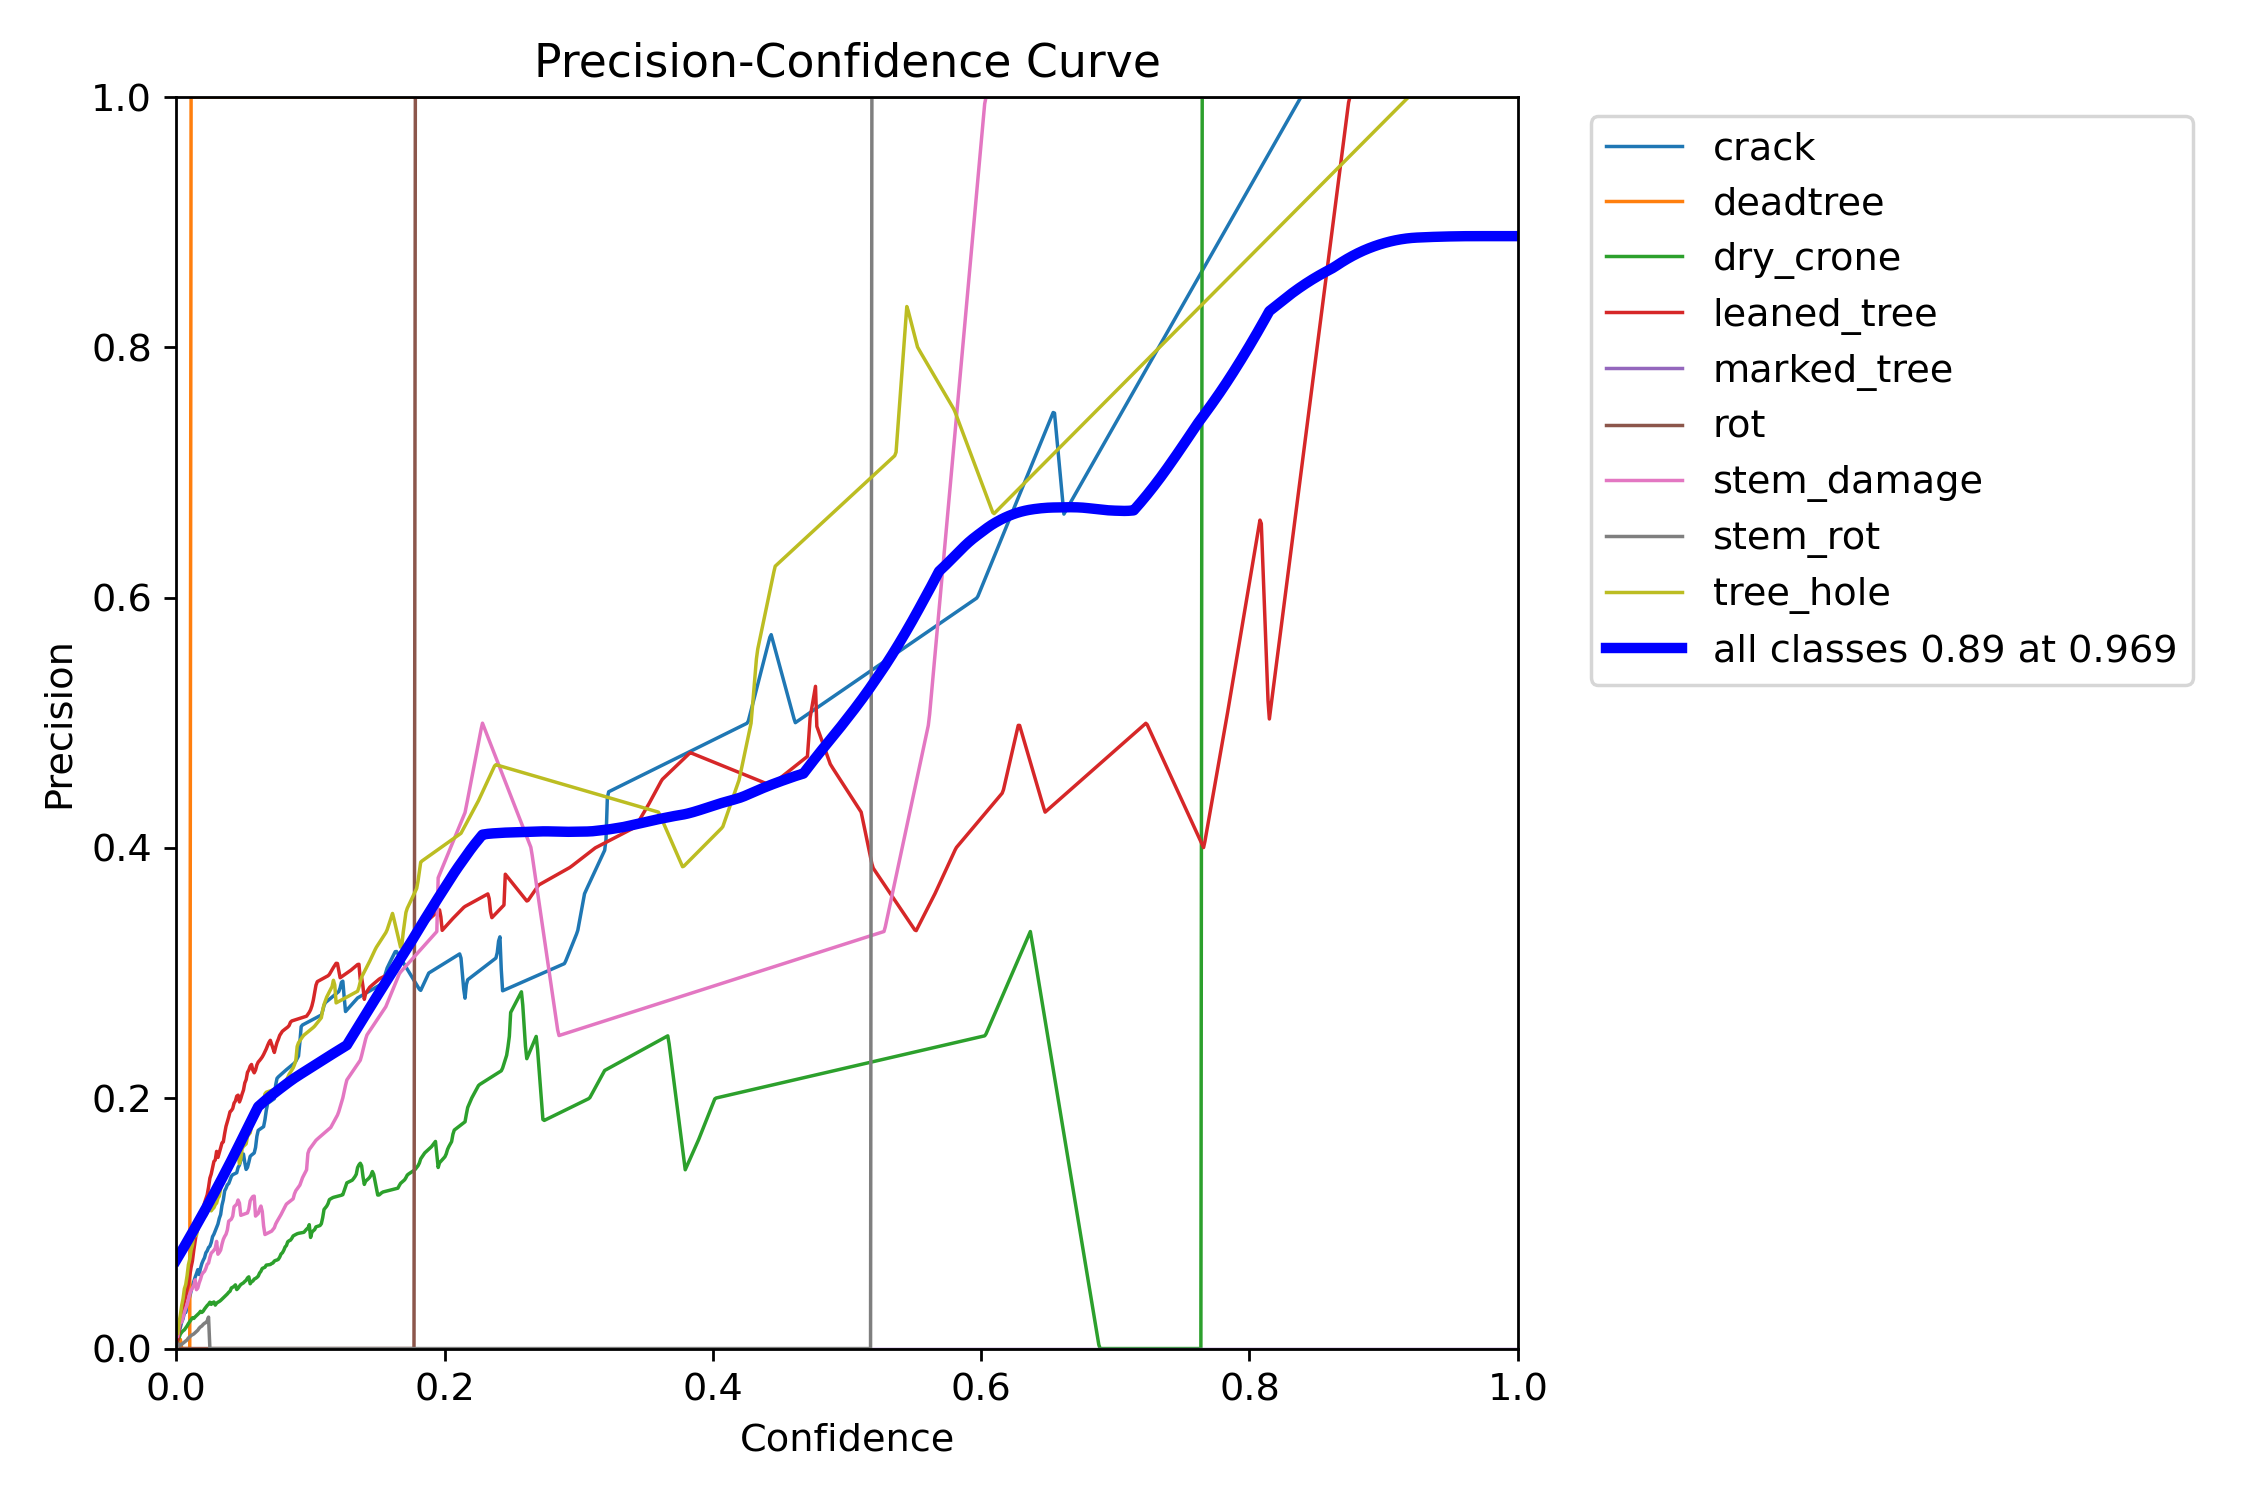 Precision-Confidence Curve
1.0
0.8
0.6
0.4
0.2
0.0
Precision
0.0 0.2 0.4 0.6 0.8 1.0
Confidence
crack
deadtree
dry_crone
leaned_tree
marked_tree
rot
stem_damage
stem_rot
tree_hole
all classes 0.89 at 0.969